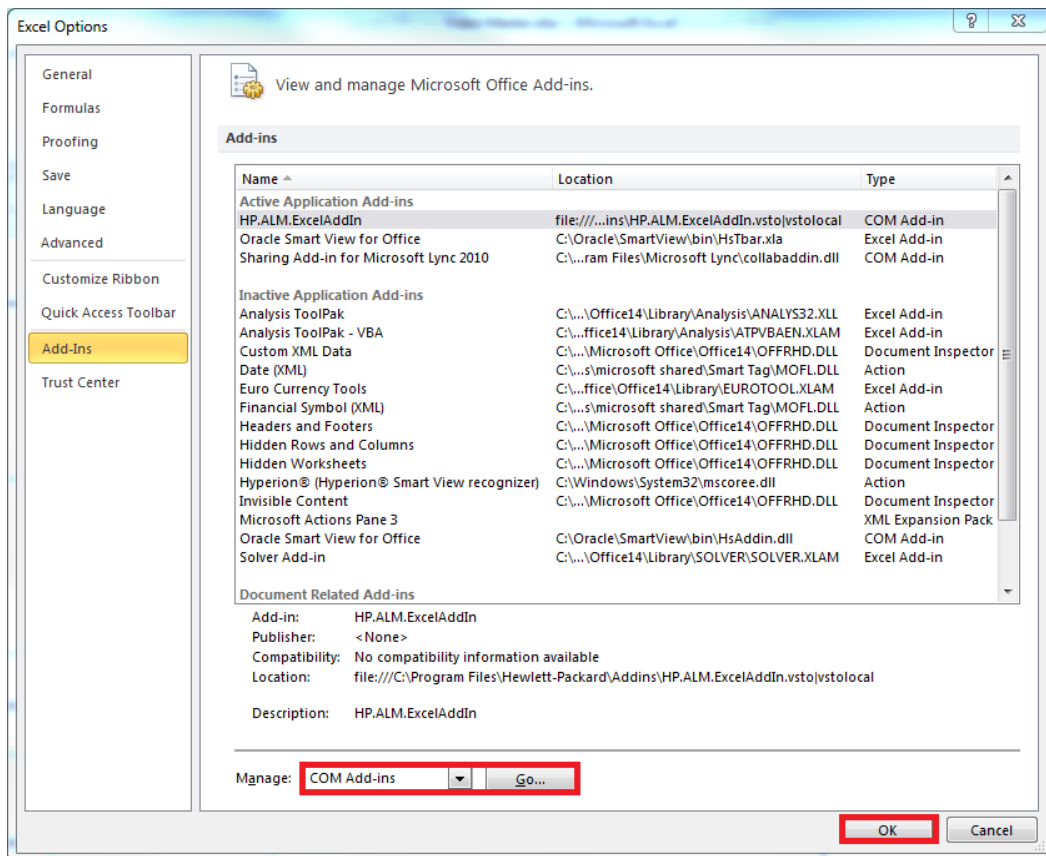 Excel Options
General
Formulas
Proofing
Save
Language
Advanced
Customize Ribbon
Quick Access Toolbar
Add-Ins
Trust Center
View and manage Microsoft Office Add-ins.
Add-ins
Name Location Type
Active Application Add-ins
HP.ALM.ExcelAddIn file:///...ins\HP.ALM.ExcelAddIn.vsto|vstolocal COM Add-in
Oracle Smart View for Office C:\Oracle\SmartView\bin\HsTbar.xla Excel Add-in
Sharing Add-in for Microsoft Lync 2010 C:\...ram Files\Microsoft Lync\collabaddin.dll COM Add-in
Inactive Application Add-ins
Analysis ToolPak C:\...\Office14\Library\Analysis\ANALYS32.XLL Excel Add-in
Analysis ToolPak - VBA C:\...ffice14\Library\Analysis\ATPVBAEN.XLAM Excel Add-in
Custom XML Data C:\...\Microsoft Office\Office14\OFFRHD.DLL Document Inspector
Date (XML) C:\...s\microsoft shared\Smart Tag\MOFL.DLL Action
Euro Currency Tools C:\...ffice\Office14\Library\EUROTOOL.XLAM Excel Add-in
Financial Symbol (XML) C:\...s\microsoft shared\Smart Tag\MOFL.DLL Action
Headers and Footers C:\...\Microsoft Office\Office14\OFFRHD.DLL Document Inspector
Hidden Rows and Columns C:\...\Microsoft Office\Office14\OFFRHD.DLL Document Inspector
Hidden Worksheets C:\...\Microsoft Office\Office14\OFFRHD.DLL Document Inspector
Hyperion® (Hyperion® Smart View recognizer) C:\Windows\System32\mscoree.dll Action
Invisible Content C:\...\Microsoft Office\Office14\OFFRHD.DLL Document Inspector
Microsoft Actions Pane 3 XML Expansion Pack
Oracle Smart View for Office C:\Oracle\SmartView\bin\HsAddin.dll COM Add-in
Solver Add-in C:\...\Office14\Library\SOLVER\SOLVER.XLAM Excel Add-in
Document Related Add-ins
Add-in: HP.ALM.ExcelAddIn
Publisher: <None>
Compatibility: No compatibility information available
Location: file:///C:\Program Files\Hewlett-Packard\Addins\HP.ALM.ExcelAddIn.vsto|vstolocal
Description: HP.ALM.ExcelAddIn
Manage: COM Add-ins Go...
OK Cancel